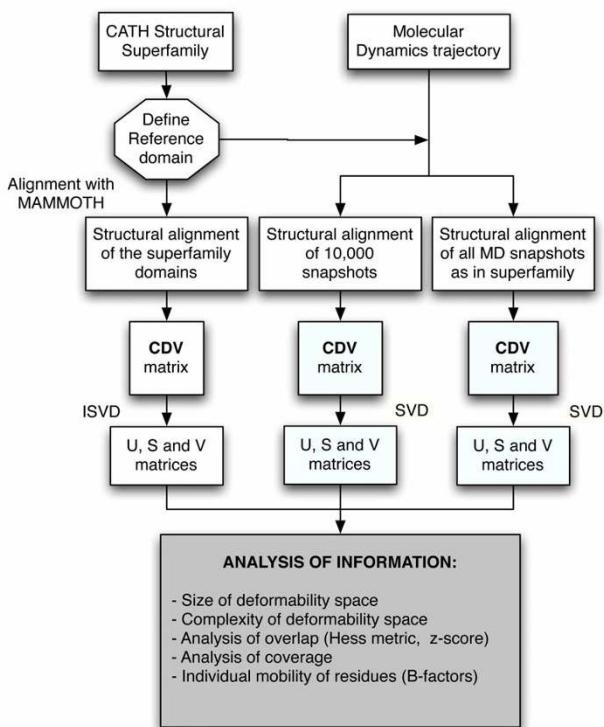 CATH Structural
Superfamily
Molecular
Dynamics trajectory
Define
Reference
domain
Alignment with
MAMMOTH
Structural alignment
of the superfamily
domains
Structural alignment
of 10,000
snapshots
Structural alignment
of all MD snapshots
as in superfamily
CDV
matrix
CDV
matrix
CDV
matrix
ISVD
SVD
SVD
U, S and V
matrices
U, S and V
matrices
U, S and V
matrices
ANALYSIS OF INFORMATION:
- Size of deformability space
- Complexity of deformability space
- Analysis of overlap (Hess metric, z-score)
- Analysis of coverage
- Individual mobility of residues (B-factors)